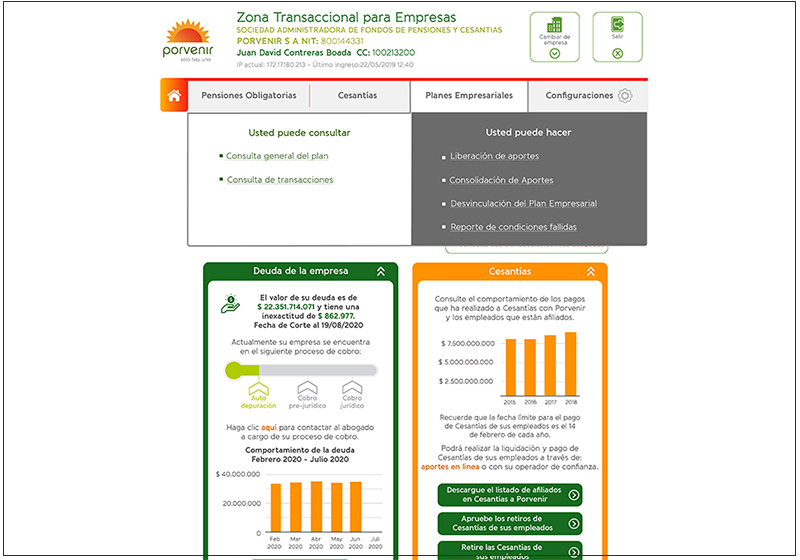 Zona Transaccional para Empresas
SOCIEDAD ADMINISTRADORA DE FONDOS DE PENSIONES Y CESANTIAS
PORVENIR S A NIT: 800144331
Juan David Contreras Boada CC: 100213200
IP actual: 172.17.180.213 - Último ingreso:22/05/2019 12:40
porvenir
sólo hay uno
Cambiar de
empresa
Salir
Pensiones Obligatorias
Cesantías
Planes Empresariales
Configuraciones
Usted puede consultar
Consulta general del plan
Consulta de transacciones
Usted puede hacer
Liberación de aportes
Consolidación de Aportes
Desvinculación del Plan Empresarial
Reporte de condiciones fallidas
Deuda de la empresa
El valor de su deuda es de
$ 22.351.714.071 y tiene una
inexactitud de $ 862.977.
Fecha de Corte al 19/08/2020
Actualmente su empresa se encuentra
en el siguiente proceso de cobro:
Auto
depuración
Cobro
pre-jurídico
Cobro
jurídico
Haga clic aquí para contactar al abogado
a cargo de su proceso de cobro.
Comportamiento de la deuda
Febrero 2020 - Julio 2020
$ 40.000.000
20.000.000
0
Feb Mar Abr May Jun Jul
2020 2020 2020 2020 2020 2020
Cesantías
Consulte el comportamiento de los pagos
que ha realizado a Cesantías con Porvenir
y los empleados que están afiliados.
$ 7.500.000.000
$ 5.000.000.000
$ 2.500.000.000
2015 2016 2017 2018
Recuerde que la fecha límite para el pago
de Cesantías de sus empleados es el 14
de febrero de cada año.
Podrá realizar la liquidación y pago de
Cesantías de sus empleados a través de:
aportes en línea o con su operador de confianza.
Descargue el listado de afiliados
en Cesantías a Porvenir
Apruebe los retiros de
Cesantías de sus empleados
Retire las Cesantías de
sus empleados